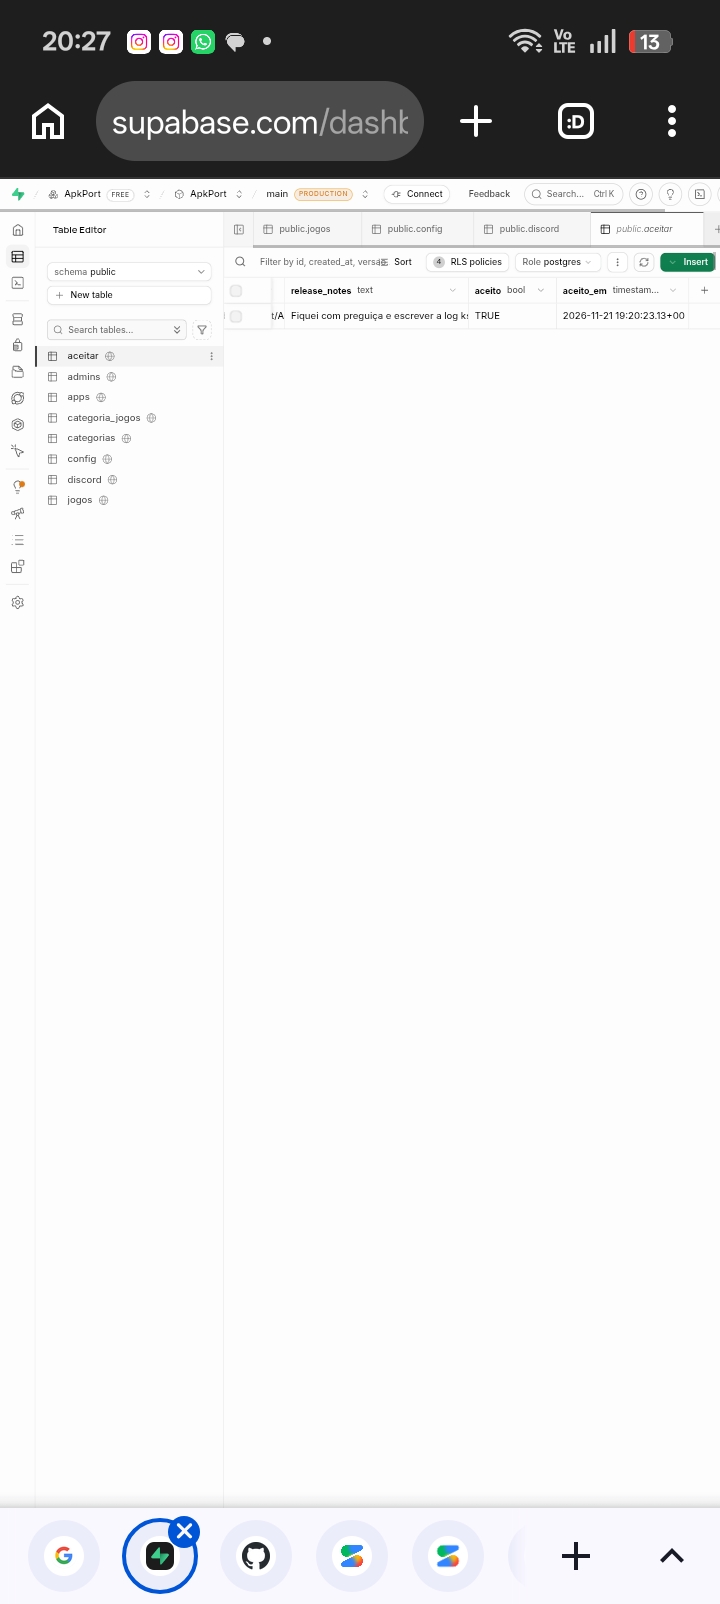 20:27
Vo
LTE
13
supabase.com/dashb
:D
/ ApkPort FREE / ApkPort / main PRODUCTION Connect Feedback Search... Ctrl K
Table Editor
public.jogos
public.config
public.discord
public.aceitar
schema public
Filter by id, created_at, versa
Sort
4 RLS policies
Role postgres
Insert
New table
release_notes text
aceito bool
aceito_em timestam...
t/A
Fiquei com preguiça e escrever a log ks
TRUE
2026-11-21 19:20:23.13+00
Search tables...
aceitar
admins
apps
categoria_jogos
categorias
config
discord
jogos